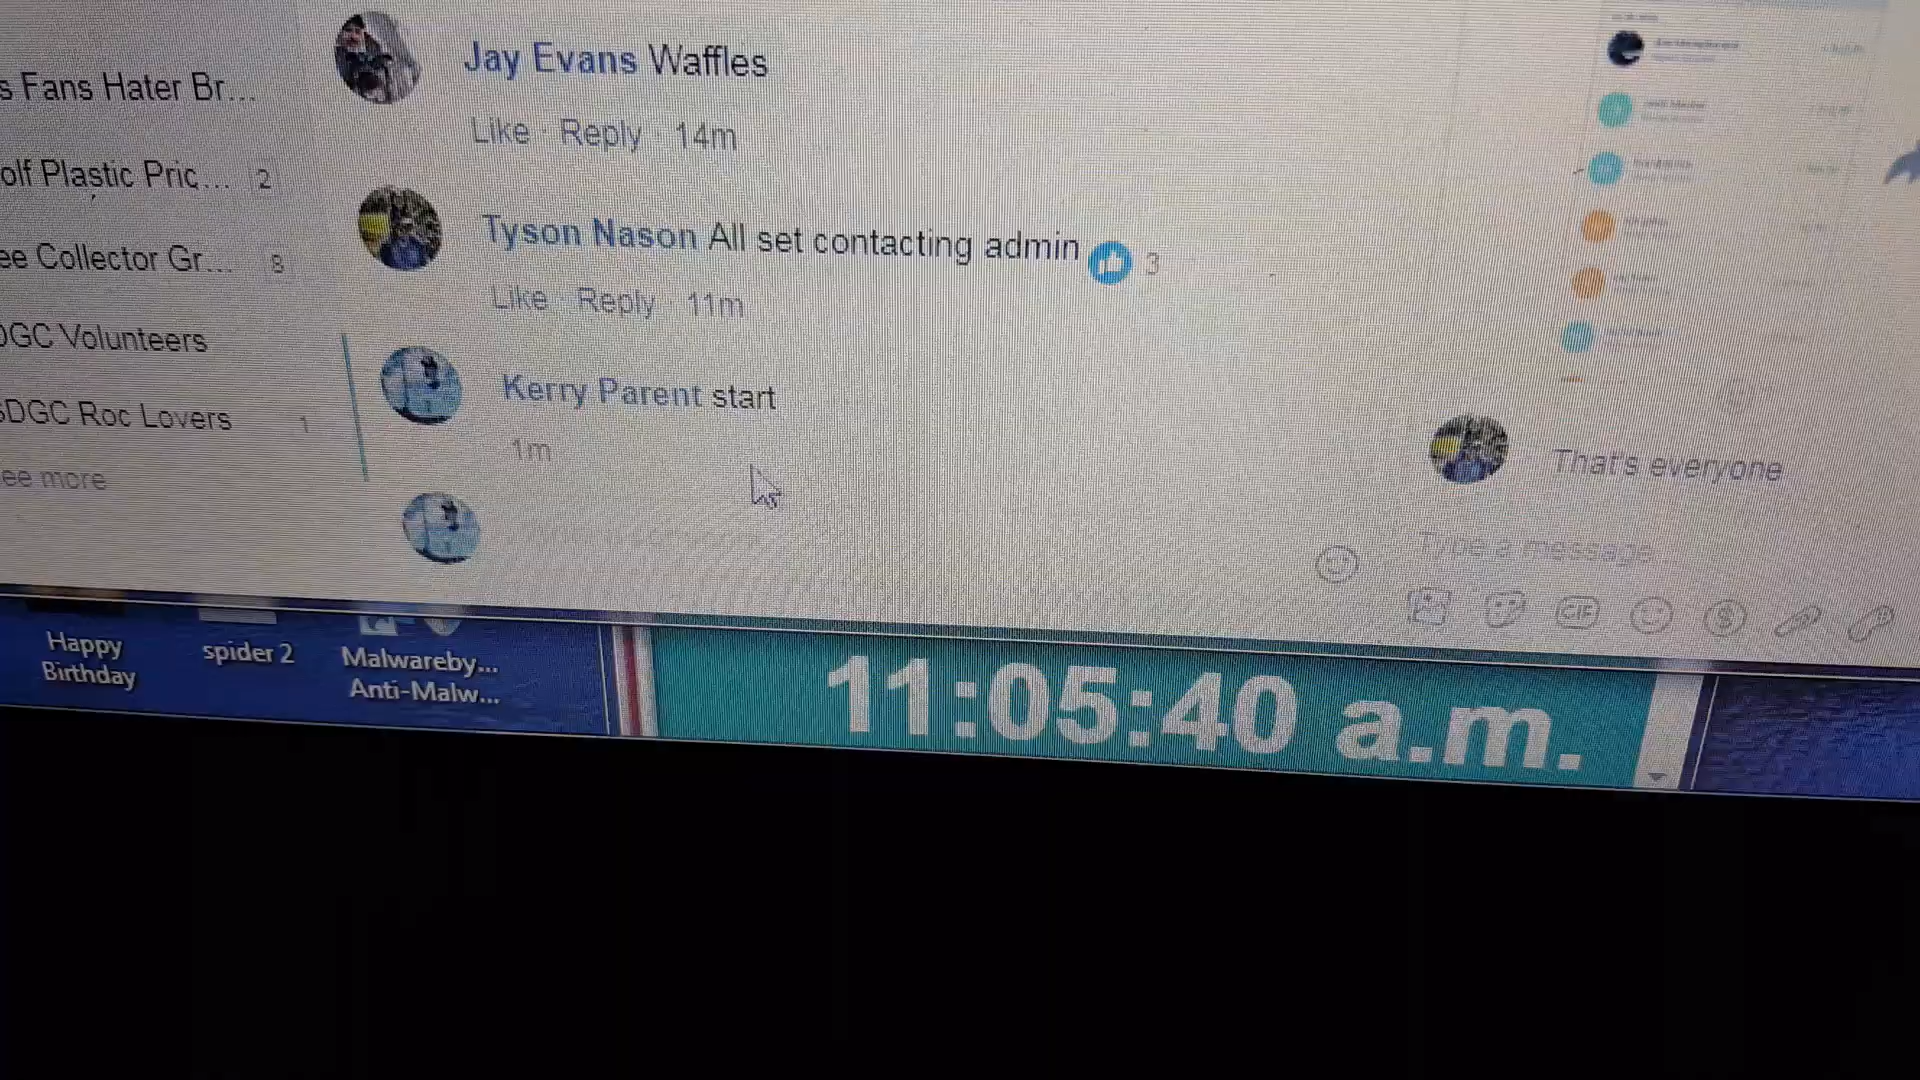 s Fans Hater Br...
olf Plastic Pric... 2
ee Collector Gr... 8
DGC Volunteers
SDGC Roc Lovers 1
ee more
Jay Evans Waffles
Like · Reply · 14m
Tyson Nason All set contacting admin 3
Like · Reply · 11m
Kerry Parent start
1m
That's everyone
Type a message...
GIF
Happy
Birthday
spider 2
Malwareby...
Anti-Malw...
11:05:40 a.m.